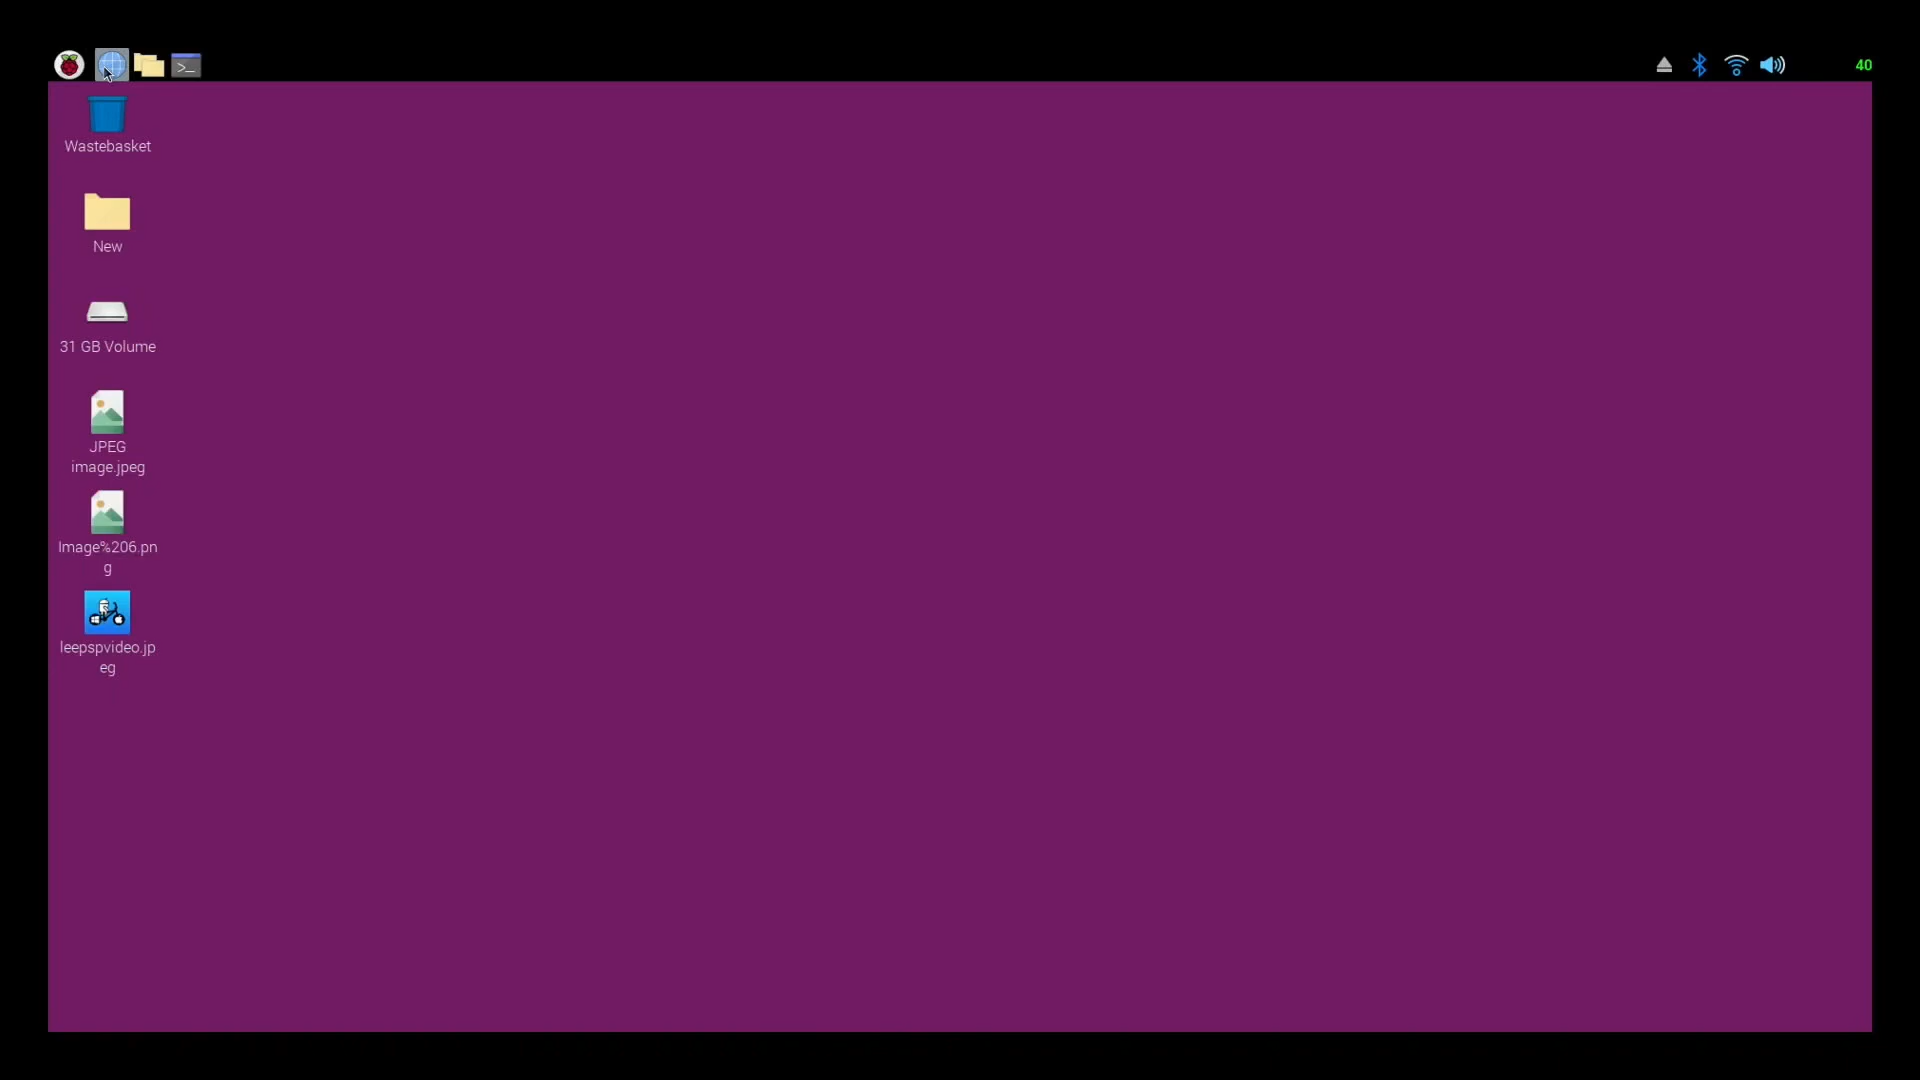 >_
40
Wastebasket
New
31 GB Volume
JPEG
image.jpeg
Image%206.pn
g
leepspvideo.jp
eg